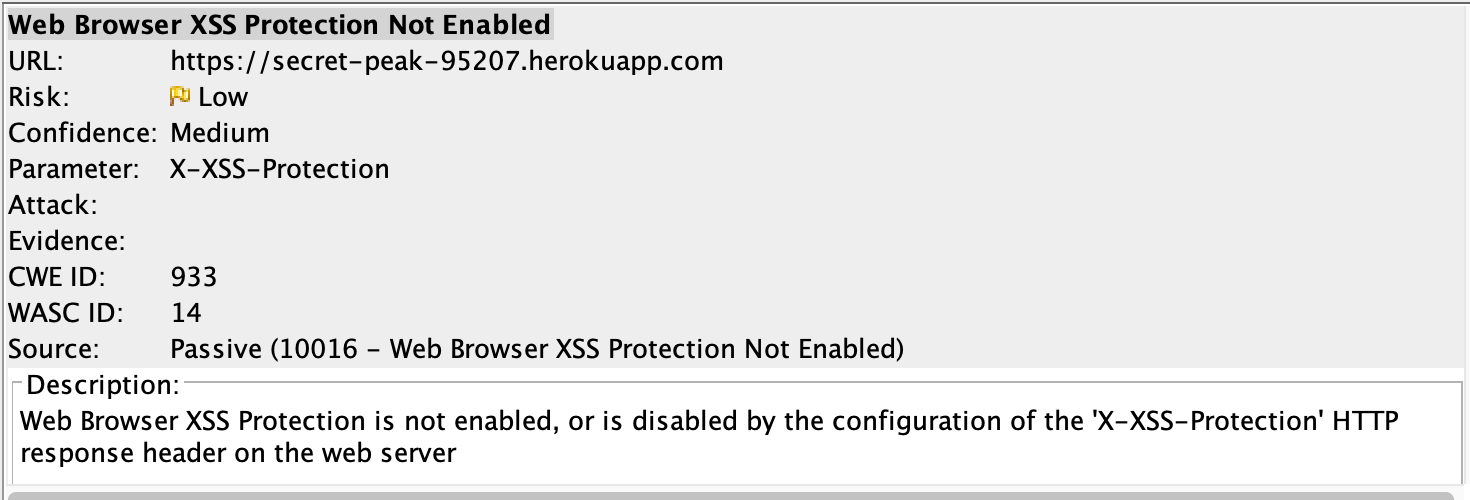 Web Browser XSS Protection Not Enabled
URL: https://secret-peak-95207.herokuapp.com
Risk: Low
Confidence: Medium
Parameter: X-XSS-Protection
Attack:
Evidence:
CWE ID: 933
WASC ID: 14
Source: Passive (10016 - Web Browser XSS Protection Not Enabled)
Description:
Web Browser XSS Protection is not enabled, or is disabled by the configuration of the 'X-XSS-Protection' HTTP
response header on the web server